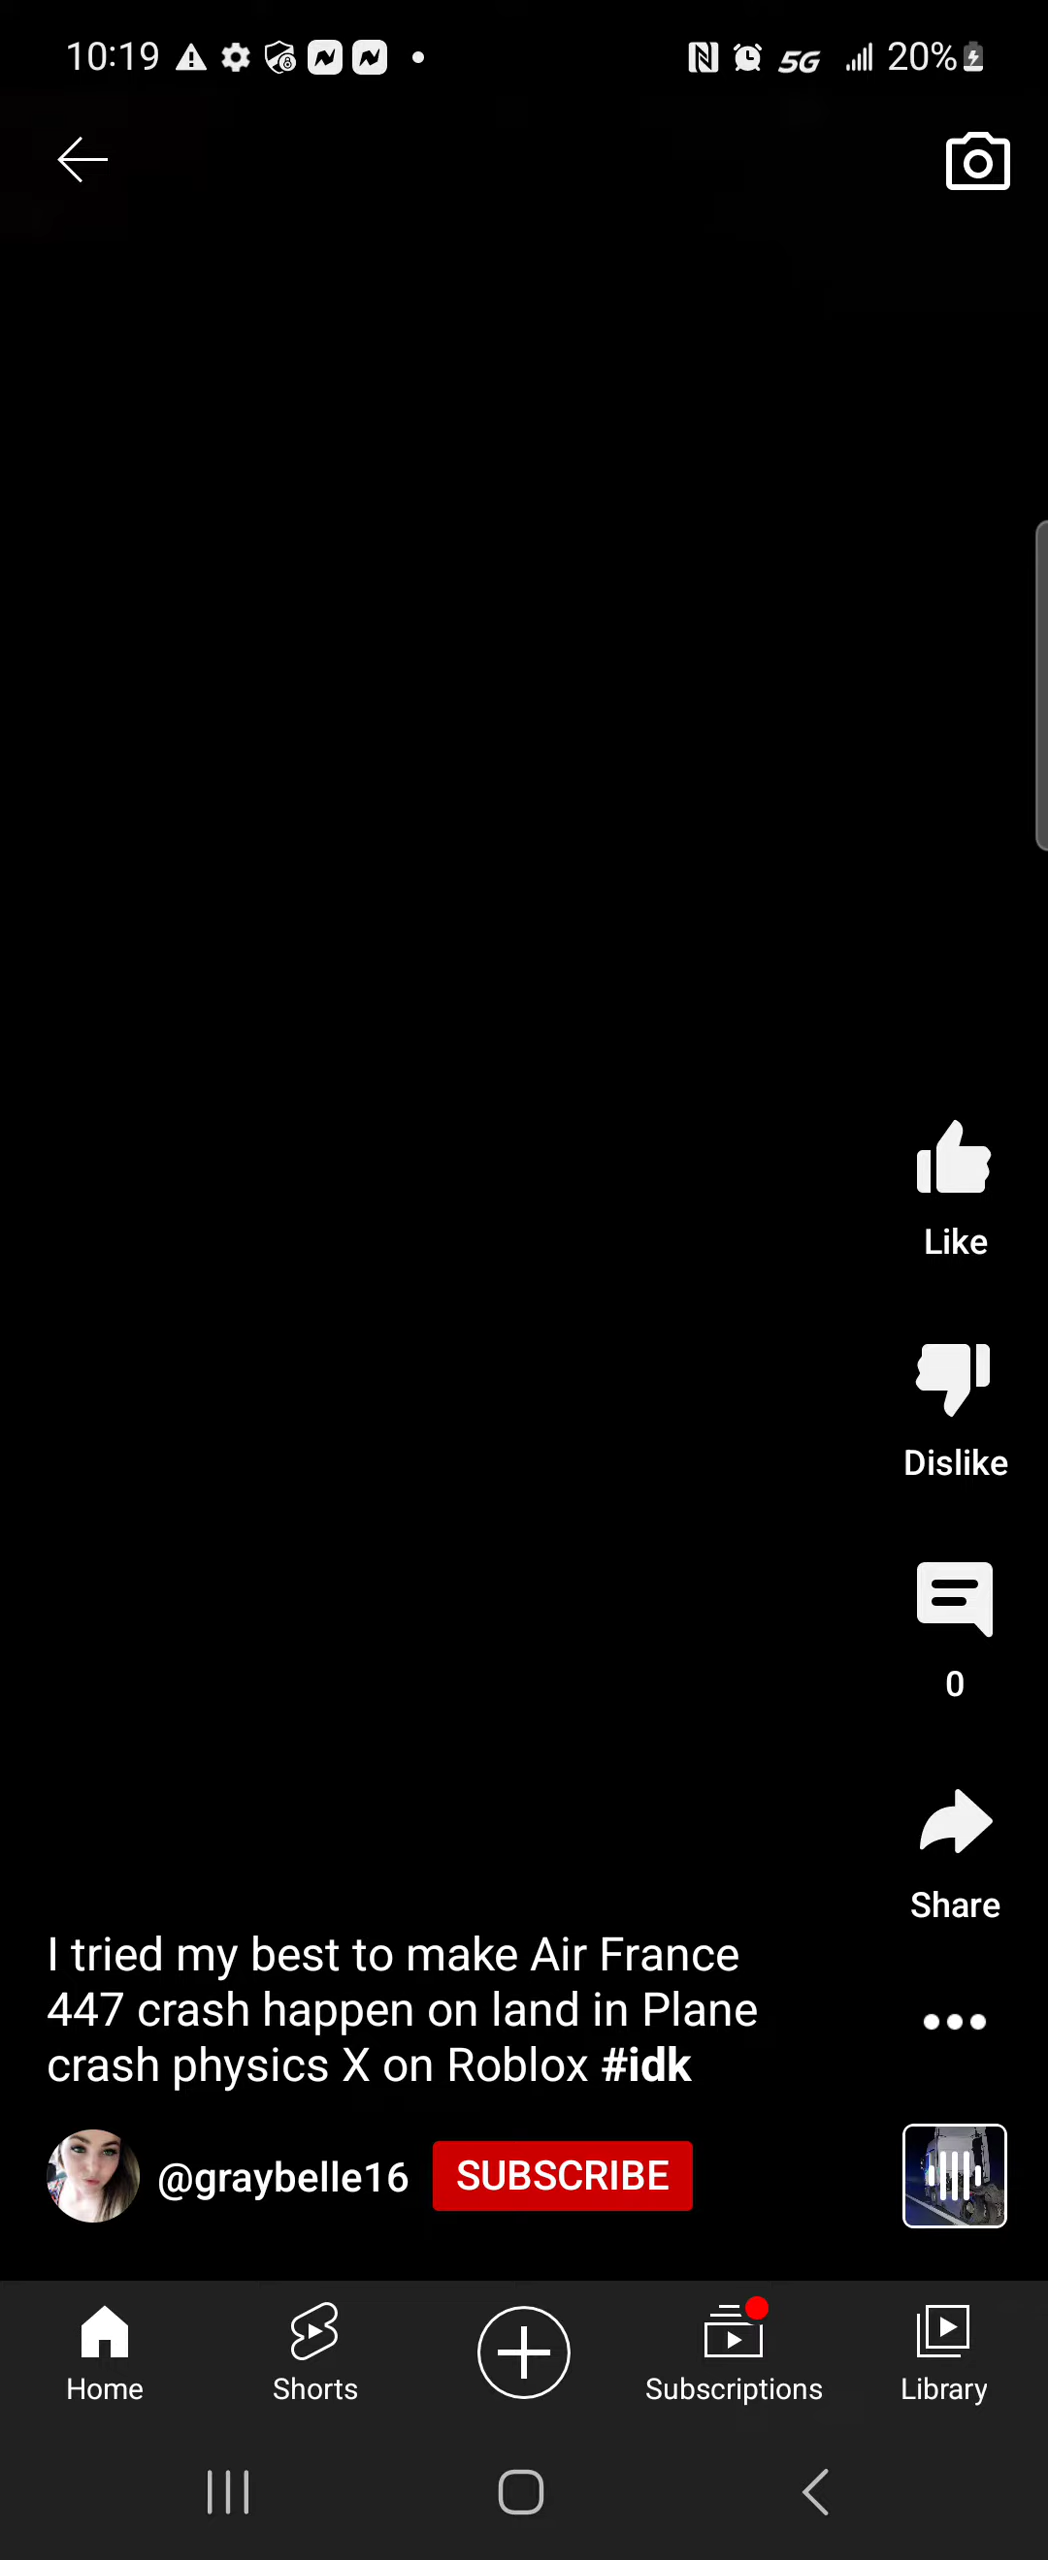 10:19
5G 20%
Like
Dislike
0
Share
I tried my best to make Air France
447 crash happen on land in Plane
crash physics X on Roblox #idk
@graybelle16 SUBSCRIBE
Home Shorts Subscriptions Library